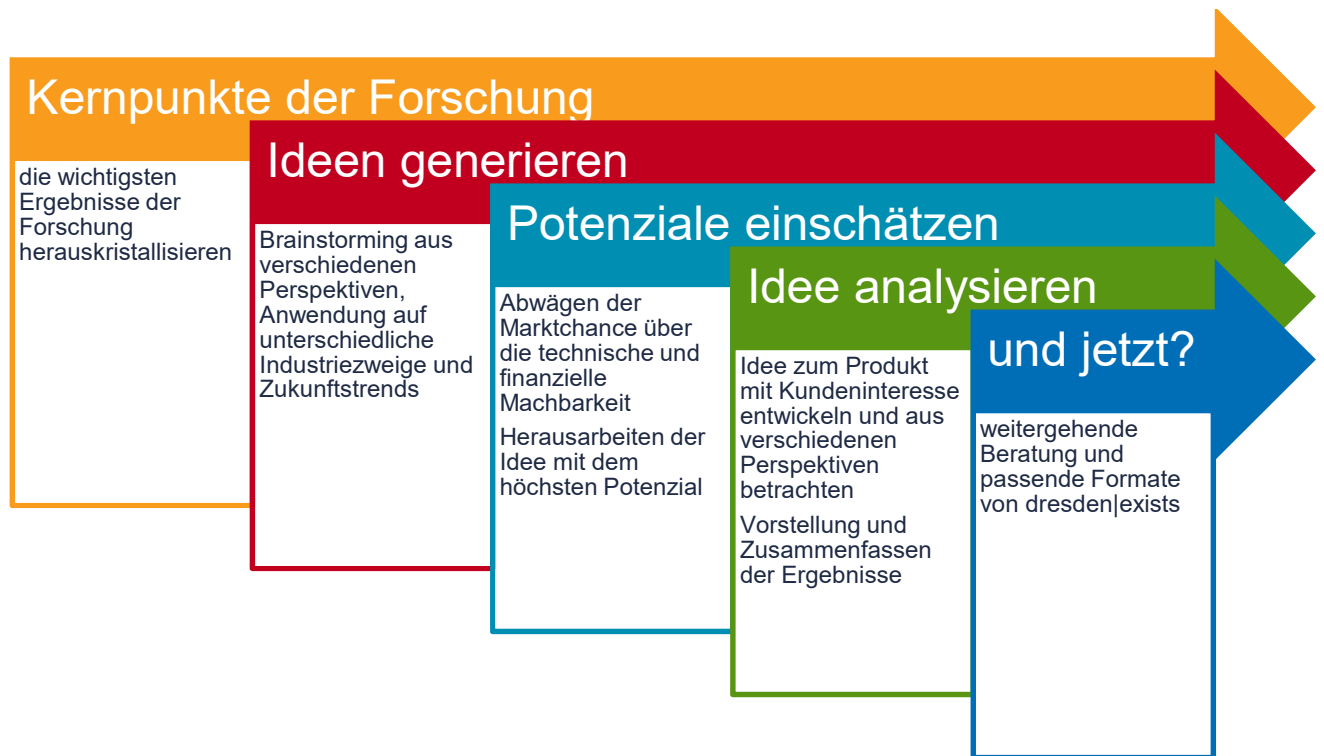 Kernpunkte der Forschung
die wichtigsten
Ergebnisse der
Forschung
herauskristallisieren
Ideen generieren
Brainstorming aus
verschiedenen
Perspektiven,
Anwendung auf
unterschiedliche
Industriezweige und
Zukunftstrends
Potenziale einschätzen
Abwägen der
Marktchance über
die technische und
finanzielle
Machbarkeit
Herausarbeiten der
Idee mit dem
höchsten Potenzial
Idee analysieren
Idee zum Produkt
mit Kundeninteresse
entwickeln und aus
verschiedenen
Perspektiven
betrachten
Vorstellung und
Zusammenfassen
der Ergebnisse
und jetzt?
weitergehende
Beratung und
passende Formate
von dresden|exists